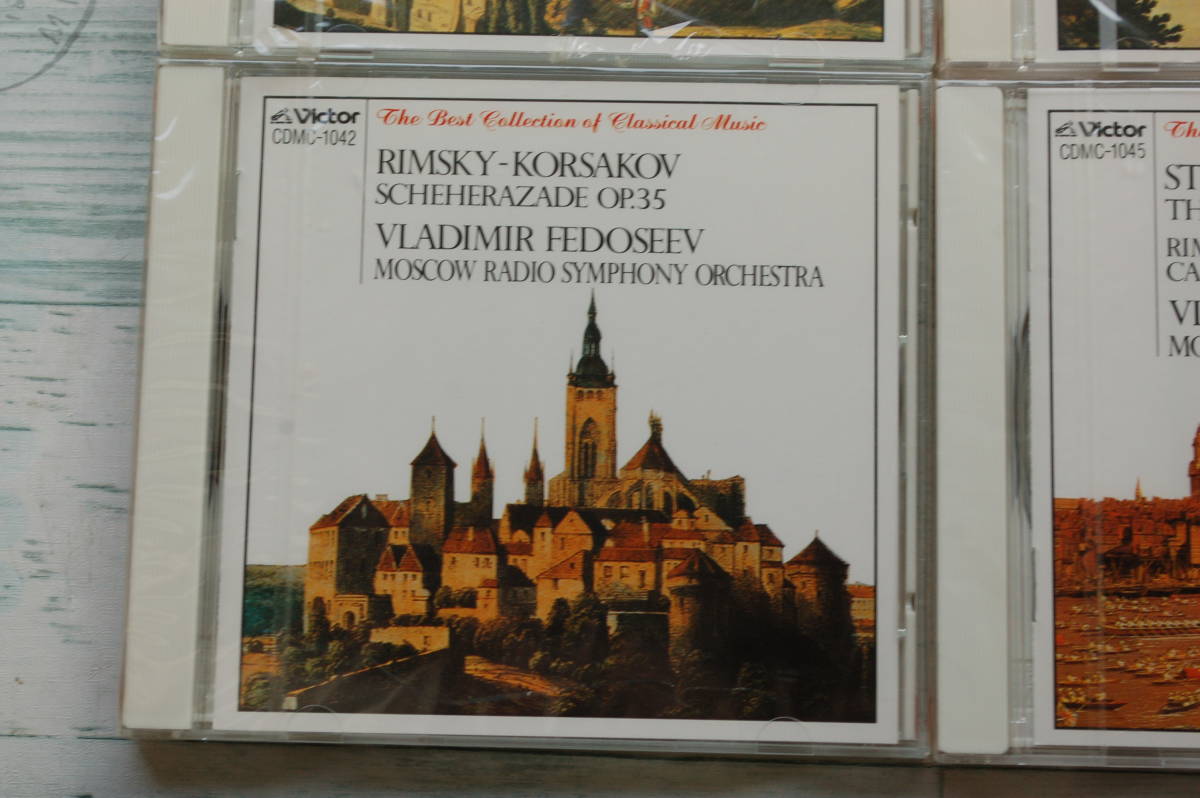 Victor
CDMC-1042
The Best Collection of Classical Music
RIMSKY-KORSAKOV
SCHEHERAZADE OP.35
VLADIMIR FEDOSEEV
MOSCOW RADIO SYMPHONY ORCHESTRA
Victor
CDMC-1045